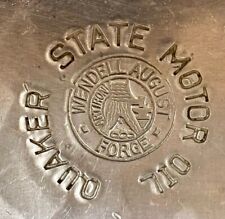 QUAKER STATE MOTOR OIL
WENDELL AUGUST
FORGE